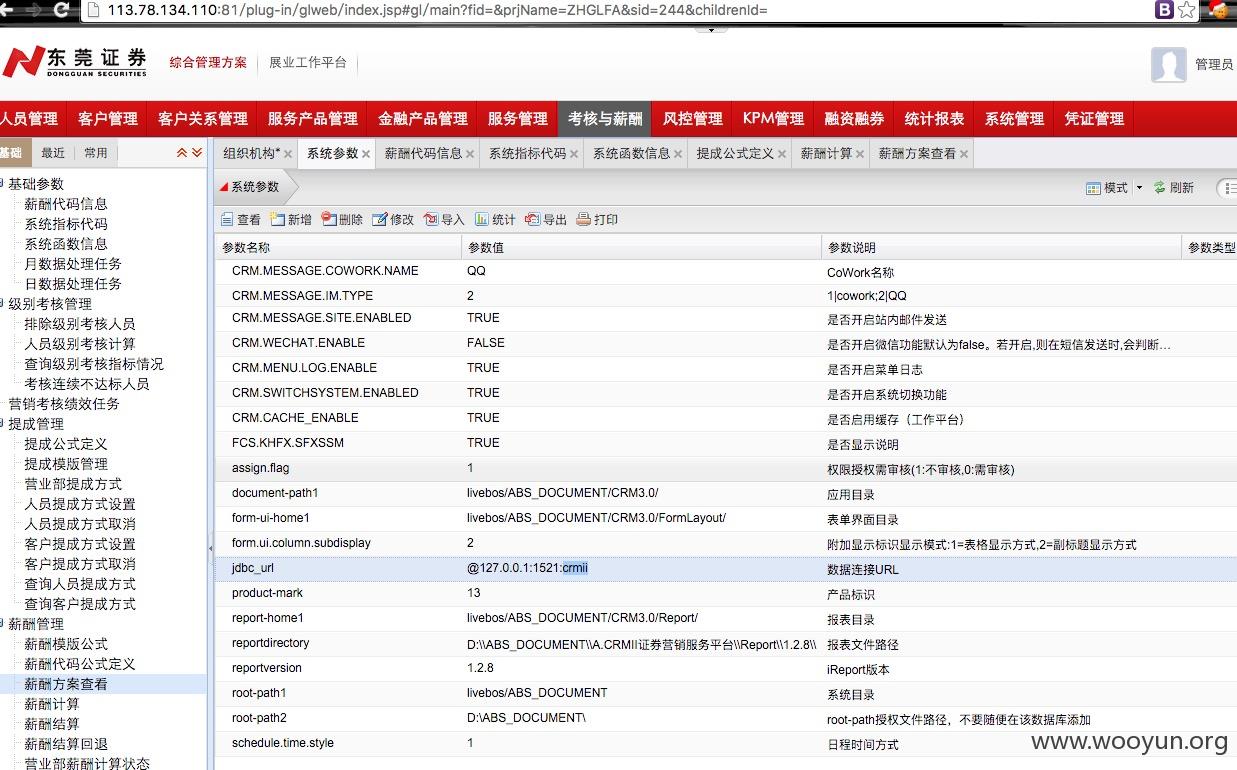 113.78.134.110:81/plug-in/glweb/index.jsp#gl/main?fid=&prjName=ZHGLFA&sid=244&childrenId=
东莞证券 综合管理方案 展业工作平台 管理员
DONGGUAN SECURITIES
人员管理 客户管理 客户关系管理 服务产品管理 金融产品管理 服务管理 考核与薪酬 风控管理 KPM管理 融资融券 统计报表 系统管理 凭证管理
基础 最近 常用
组织机构* 系统参数 薪酬代码信息 系统指标代码 系统函数信息 提成公式定义 薪酬计算 薪酬方案查看
系统参数 模式 刷新
查看 新增 删除 修改 导入 统计 导出 打印
基础参数
薪酬代码信息
系统指标代码
系统函数信息
月数据处理任务
日数据处理任务
级别考核管理
排除级别考核人员
人员级别考核计算
查询级别考核指标情况
考核连续不达标人员
营销考核绩效任务
提成管理
提成公式定义
提成模版管理
营业部提成方式
人员提成方式设置
人员提成方式取消
客户提成方式设置
客户提成方式取消
查询人员提成方式
查询客户提成方式
薪酬管理
薪酬模版公式
薪酬代码公式定义
薪酬方案查看
薪酬计算
薪酬结算
薪酬结算回退
营业部薪酬计算状态
参数名称 参数值 参数说明 参数类型
CRM.MESSAGE.COWORK.NAME QQ CoWork名称
CRM.MESSAGE.IM.TYPE 2 1|cowork;2|QQ
CRM.MESSAGE.SITE.ENABLED TRUE 是否开启站内邮件发送
CRM.WECHAT.ENABLE FALSE 是否开启微信功能默认为false。若开启,则在短信发送时,会判断...
CRM.MENU.LOG.ENABLE TRUE 是否开启菜单日志
CRM.SWITCHSYSTEM.ENABLED TRUE 是否开启系统切换功能
CRM.CACHE_ENABLE TRUE 是否启用缓存（工作平台）
FCS.KHFX.SFXSSM TRUE 是否显示说明
assign.flag 1 权限授权需审核(1:不审核,0:需审核)
document-path1 livebos/ABS_DOCUMENT/CRM3.0/ 应用目录
form-ui-home1 livebos/ABS_DOCUMENT/CRM3.0/FormLayout/ 表单界面目录
form.ui.column.subdisplay 2 附加显示标识显示模式:1=表格显示方式,2=副标题显示方式
jdbc_url @127.0.0.1:1521:crmii 数据连接URL
product-mark 13 产品标识
report-home1 livebos/ABS_DOCUMENT/CRM3.0/Report/ 报表目录
reportdirectory D:\\ABS_DOCUMENT\\A.CRMII证券营销服务平台\\Report\\1.2.8\\ 报表文件路径
reportversion 1.2.8 iReport版本
root-path1 livebos/ABS_DOCUMENT 系统目录
root-path2 D:\ABS_DOCUMENT\ root-path授权文件路径，不要随便在该数据库添加
schedule.time.style 1 日程时间方式
www.wooyun.org